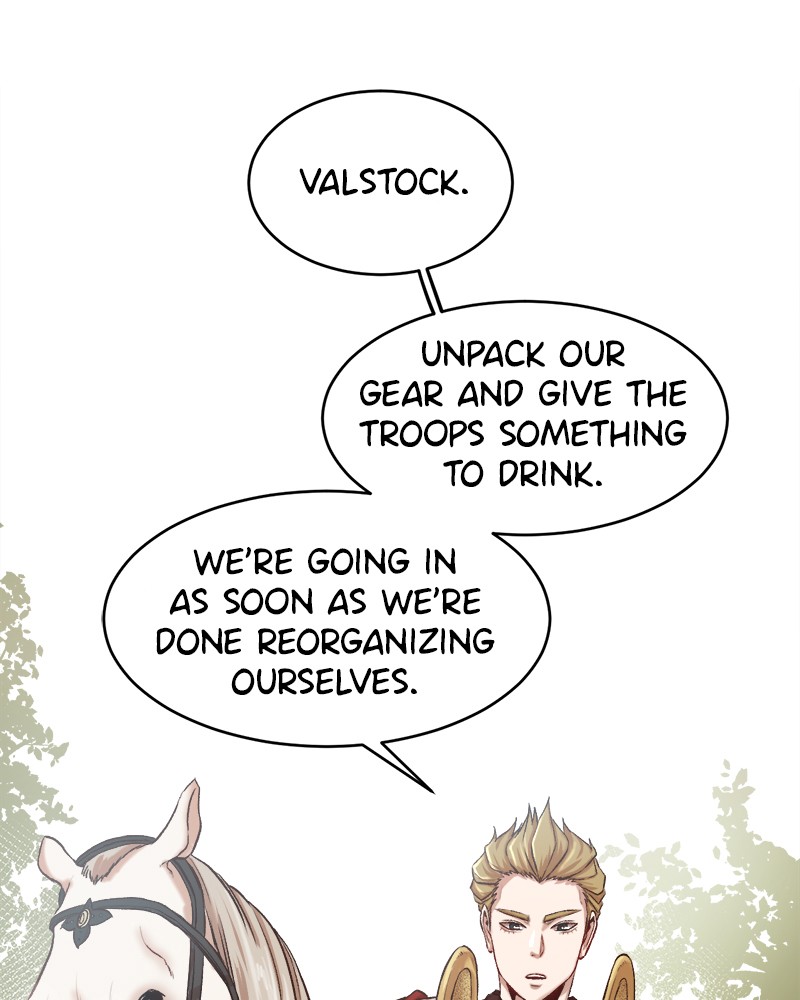 VALSTOCK.
UNPACK OUR
GEAR AND GIVE THE
TROOPS SOMETHING
TO DRINK.
WE'RE GOING IN
AS SOON AS WE'RE
DONE REORGANIZING
OURSELVES.